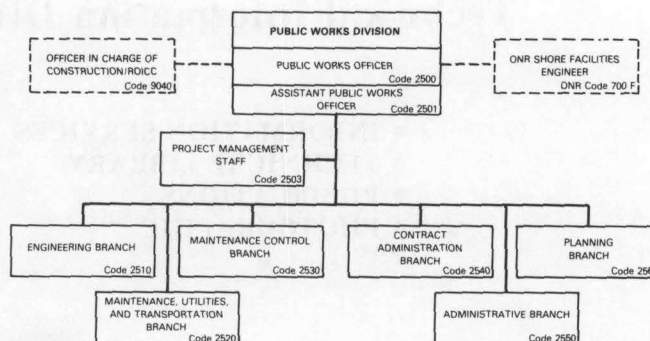 PUBLIC WORKS DIVISION
PUBLIC WORKS OFFICER
Code 2500
ASSISTANT PUBLIC WORKS
OFFICER
Code 2501
OFFICER IN CHARGE OF
CONSTRUCTION/ROICC
Code 9040
ONR SHORE FACILITIES
ENGINEER
ONR Code 700 F
PROJECT MANAGEMENT
STAFF
Code 2503
ENGINEERING BRANCH
Code 2510
MAINTENANCE CONTROL
BRANCH
Code 2530
CONTRACT
ADMINISTRATION
BRANCH
Code 2540
PLANNING
BRANCH
Code
MAINTENANCE, UTILITIES,
AND TRANSPORTATION
BRANCH
Code 2520
ADMINISTRATIVE BRANCH
Code 2550